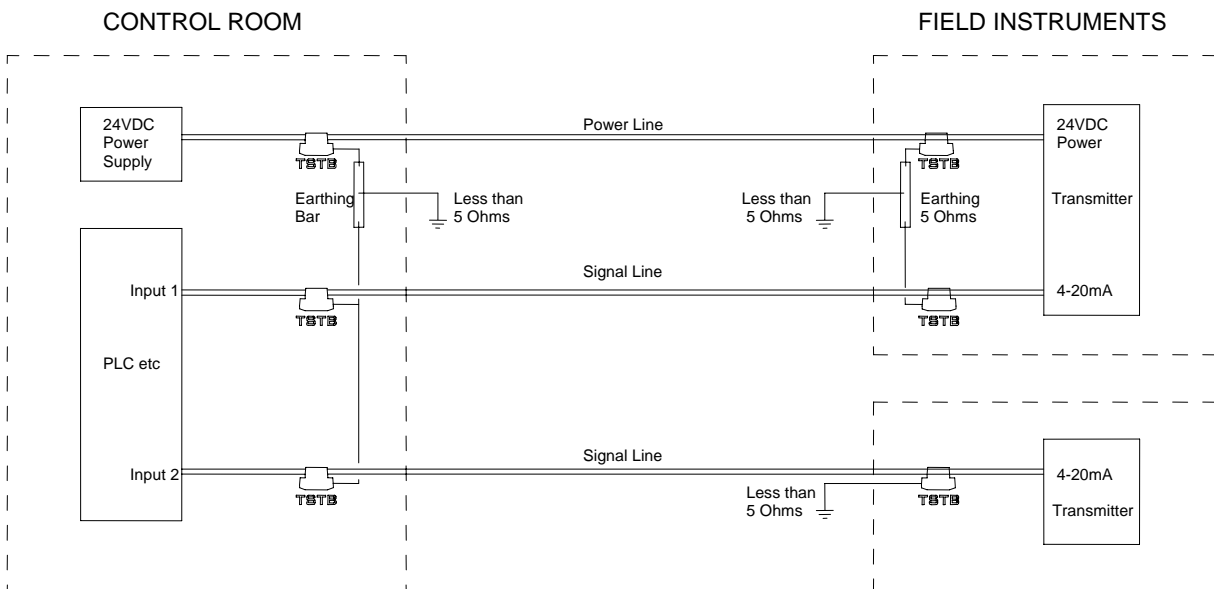 CONTROL ROOM
FIELD INSTRUMENTS
24VDC
Power
Supply
TSTB
Power Line
TSTB
24VDC
Power
Earthing
Bar
Less than
5 Ohms
Less than
5 Ohms
Earthing
5 Ohms
Transmitter
Input 1
TSTB
Signal Line
TSTB
4-20mA
PLC etc
Input 2
TSTB
Signal Line
Less than
5 Ohms
TSTB
4-20mA
Transmitter